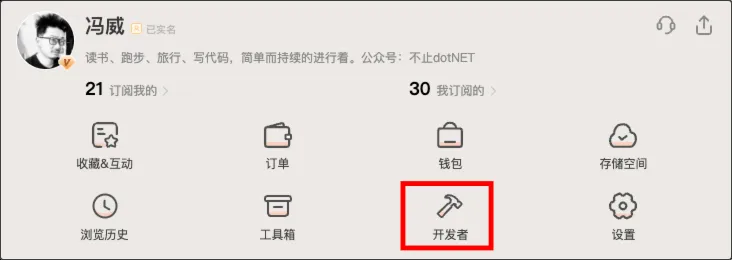 冯威 已实名
读书、跑步、旅行、写代码，简单而持续的进行着。公众号：不止dotNET
21 订阅我的 30 我订阅的
收藏&互动 订单 钱包 存储空间
浏览历史 工具箱 开发者 设置